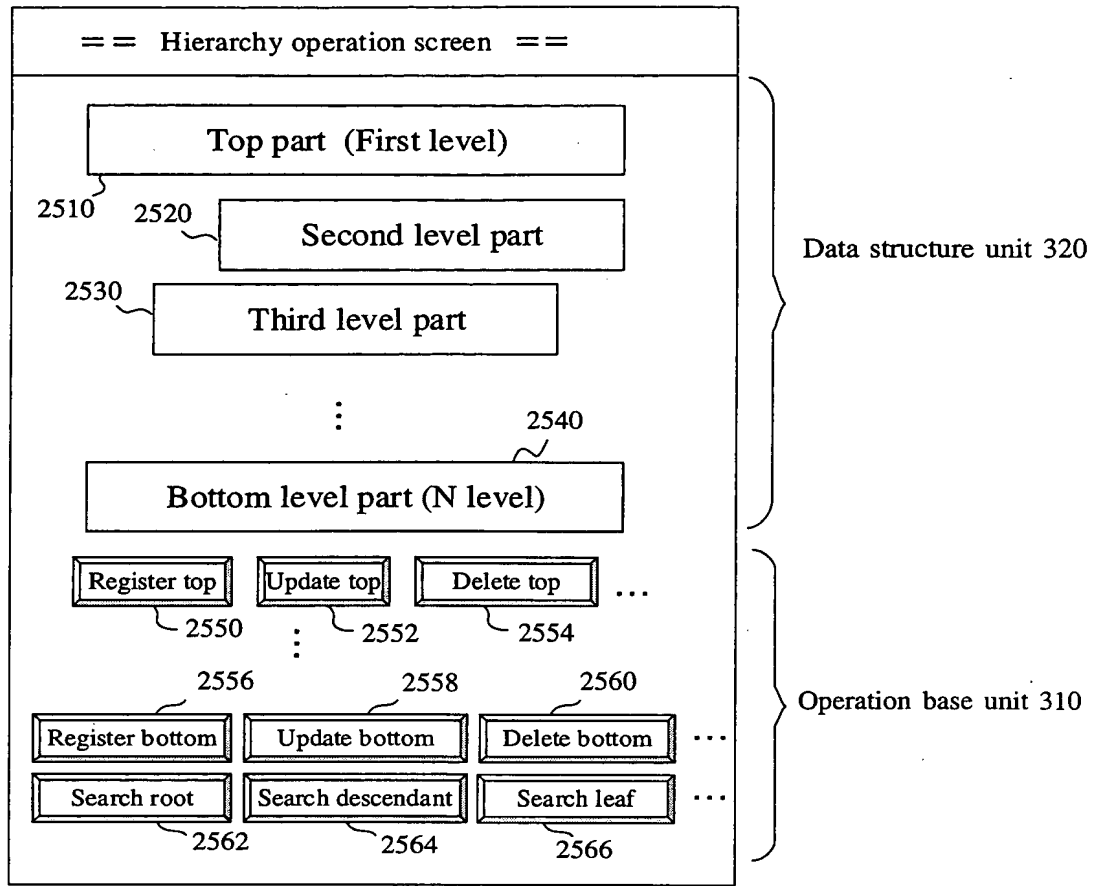 == Hierarchy operation screen ==
Top part (First level)
2510
2520
Second level part
Data structure unit 320
2530
Third level part
⋮
2540
Bottom level part (N level)
Register top Update top Delete top ...
2550 2552 2554
⋮
2556 2558 2560
Operation base unit 310
Register bottom Update bottom Delete bottom ...
Search root Search descendant Search leaf ...
2562 2564 2566